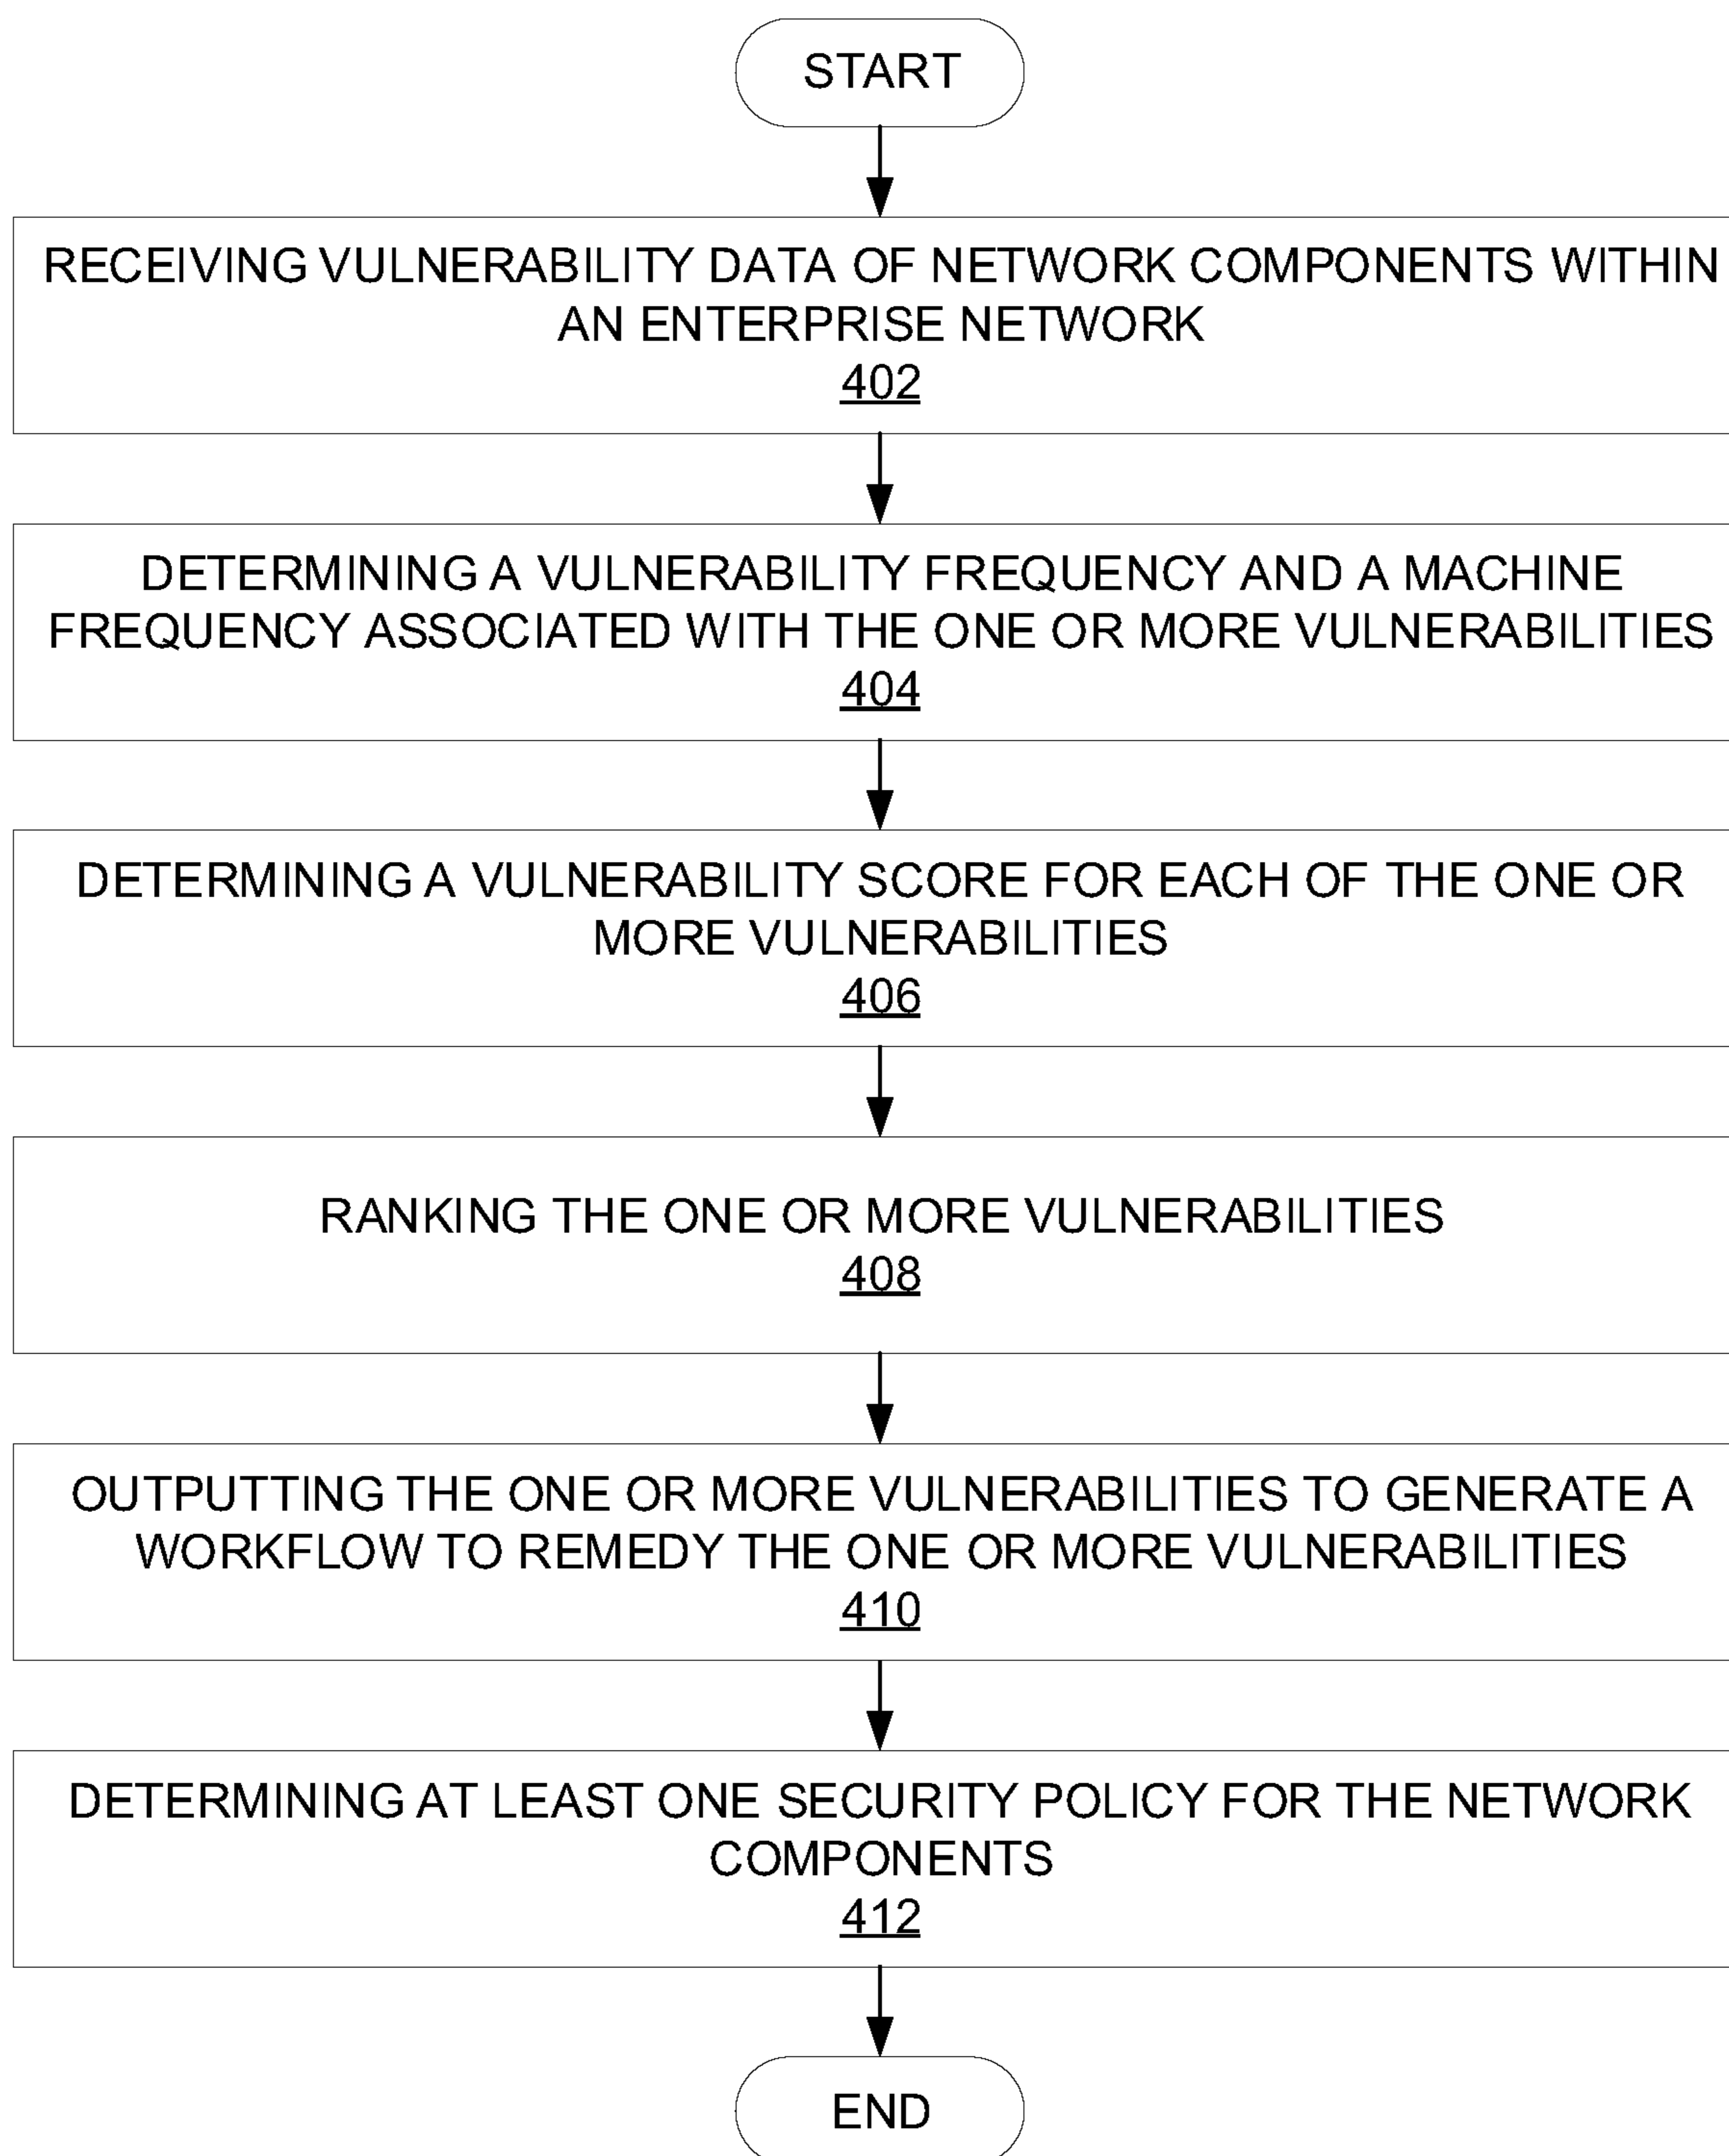 START
RECEIVING VULNERABILITY DATA OF NETWORK COMPONENTS WITHIN
AN ENTERPRISE NETWORK
402
DETERMINING A VULNERABILITY FREQUENCY AND A MACHINE
FREQUENCY ASSOCIATED WITH THE ONE OR MORE VULNERABILITIES
404
DETERMINING A VULNERABILITY SCORE FOR EACH OF THE ONE OR
MORE VULNERABILITIES
406
RANKING THE ONE OR MORE VULNERABILITIES
408
OUTPUTTING THE ONE OR MORE VULNERABILITIES TO GENERATE A
WORKFLOW TO REMEDY THE ONE OR MORE VULNERABILITIES
410
DETERMINING AT LEAST ONE SECURITY POLICY FOR THE NETWORK
COMPONENTS
412
END